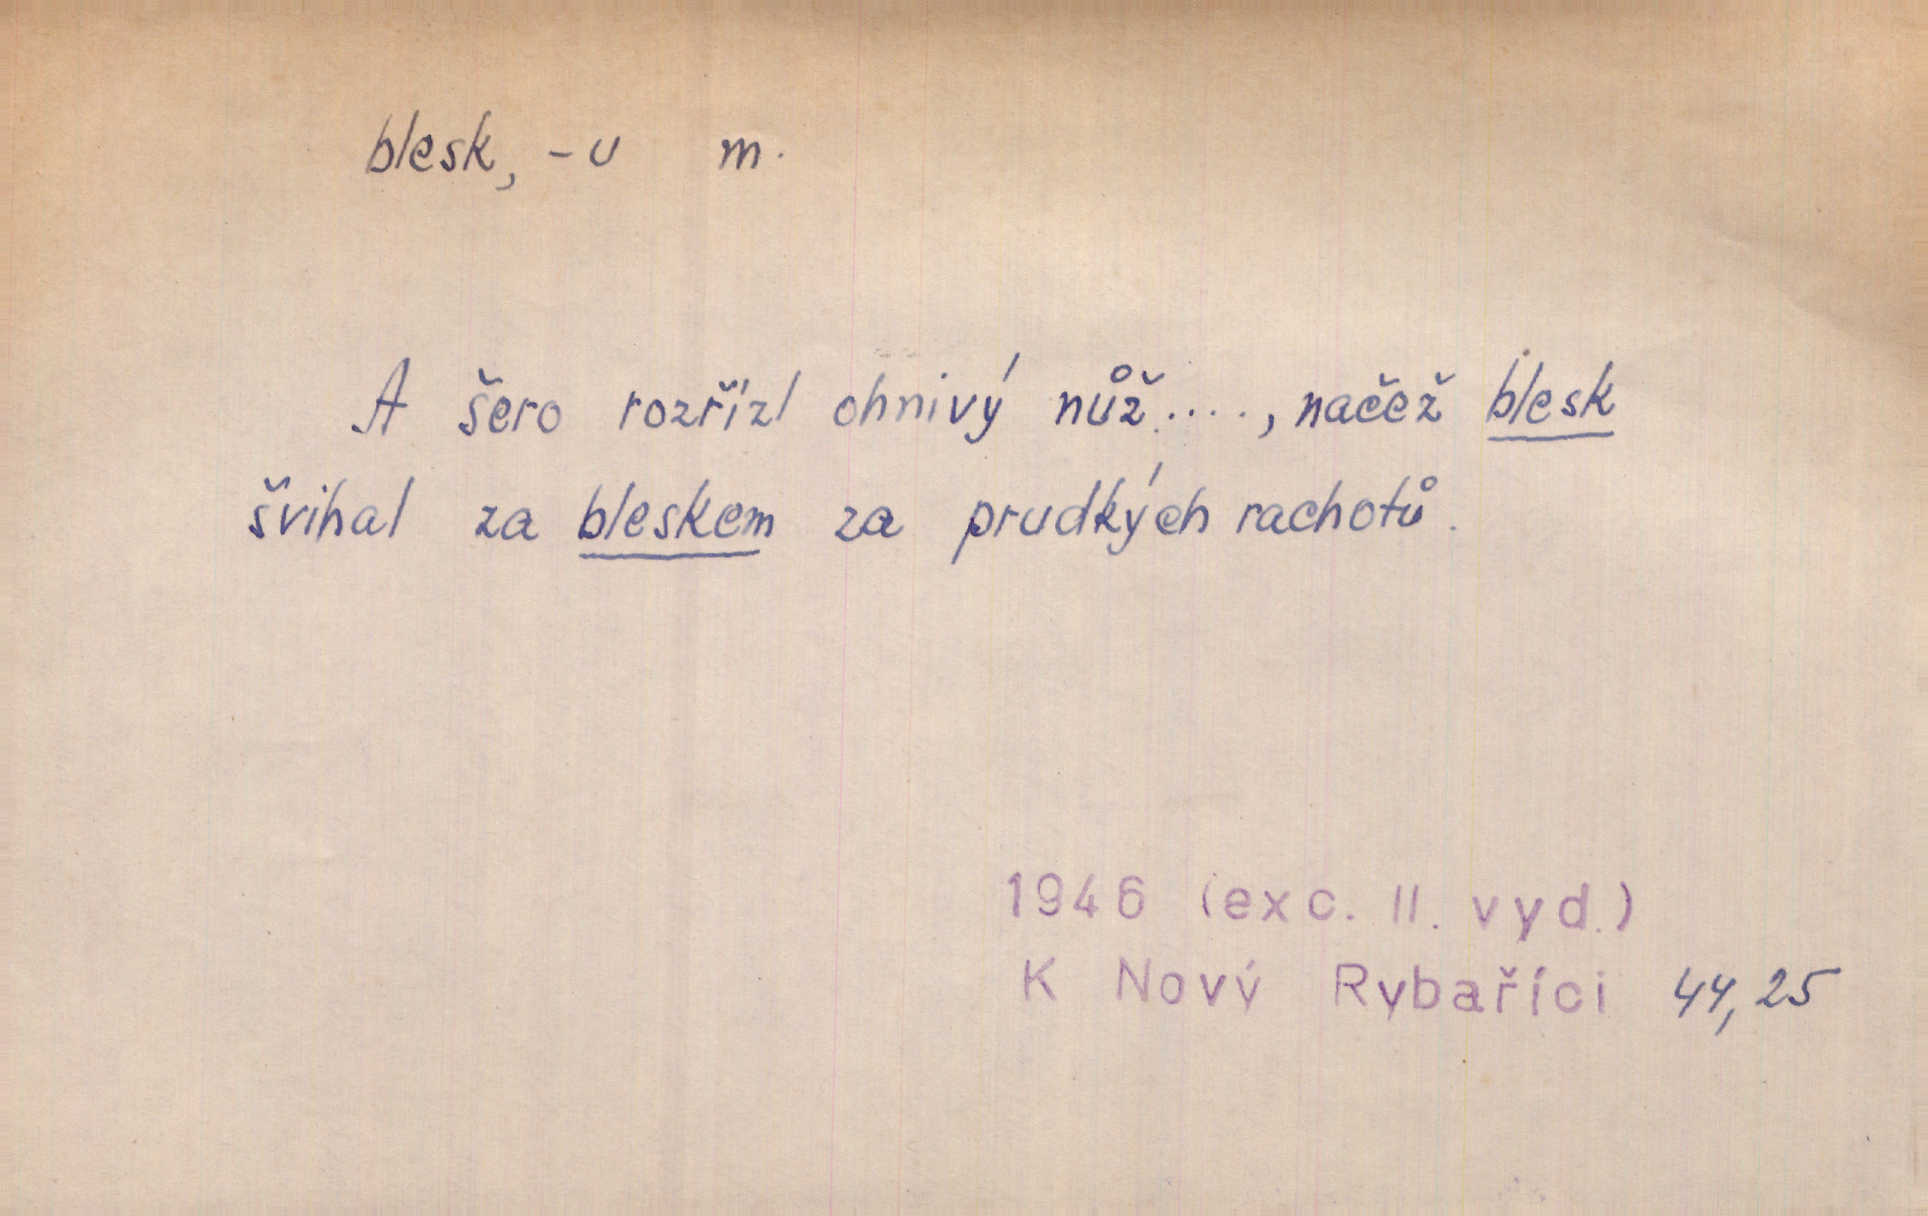 blesk, -u m.
A šero rozřízl ohnivý nůž...., načež blesk
švihal za bleskem za prudkých rachotů.
1946 (exc. II. vyd.)
K Nový Rybaříci 44,25